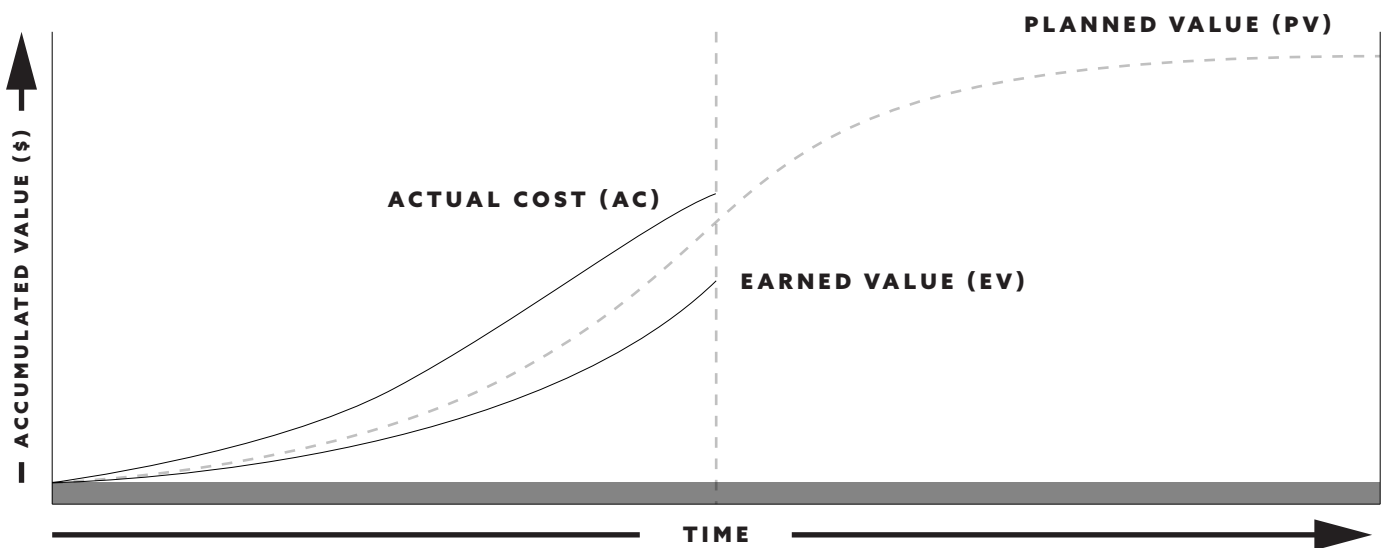 PLANNED VALUE (PV)
ACCUMULATED VALUE ($)
ACTUAL COST (AC)
EARNED VALUE (EV)
TIME